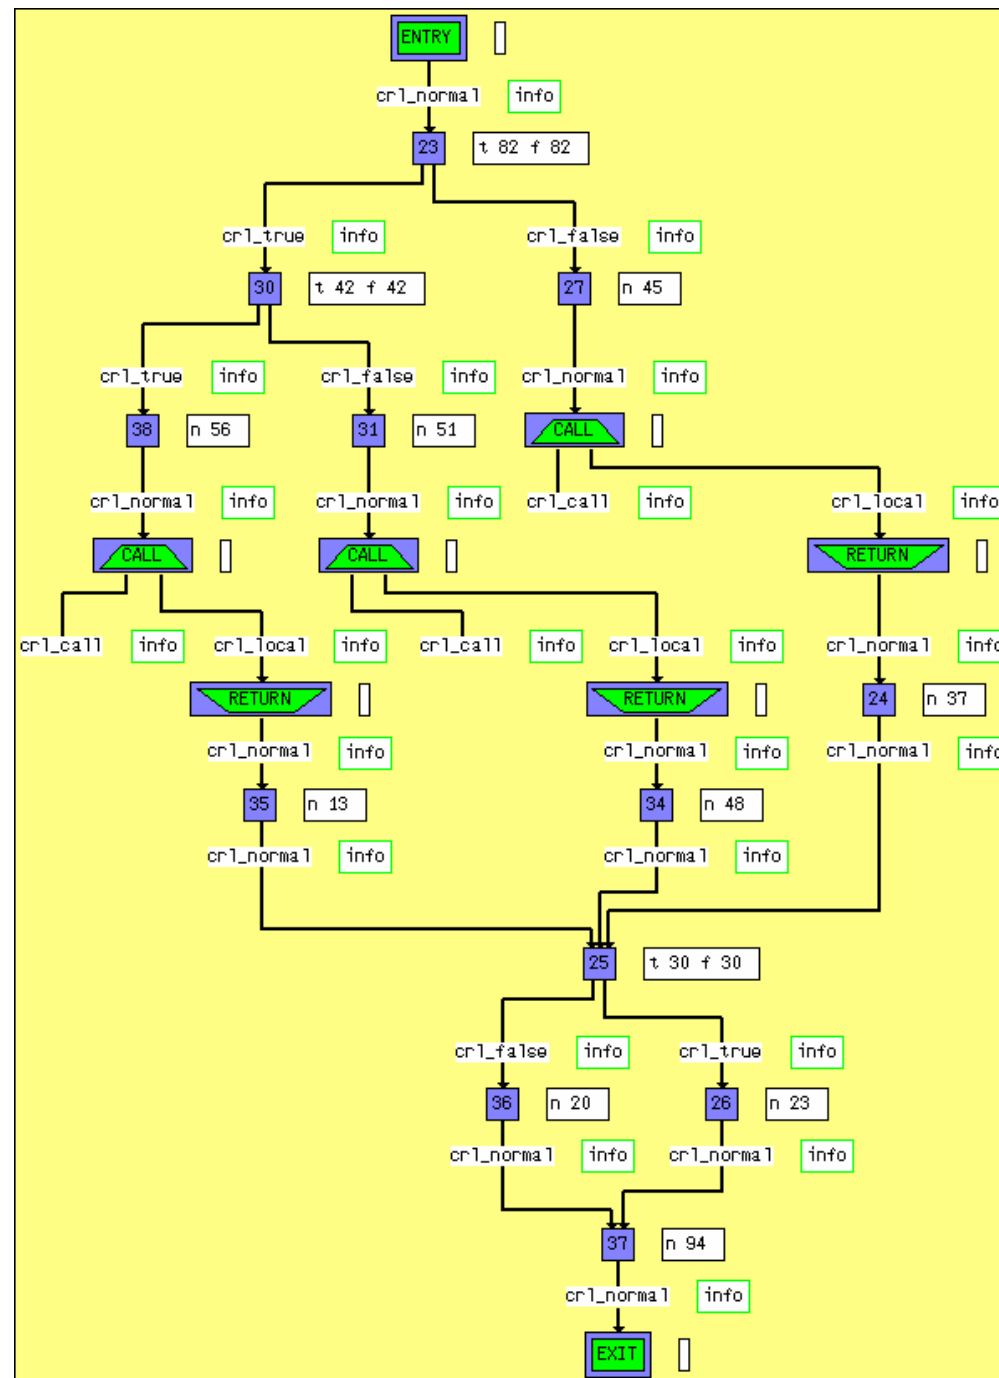 ENTRY
crl_normal info
23 t 82 f 82
crl_true info crl_false info
30 t 42 f 42 27 n 45
crl_true info crl_false info crl_normal info
38 n 56 31 n 51 CALL
crl_normal info crl_normal info crl_call info crl_local info
CALL CALL RETURN
crl_call info crl_local info crl_call info crl_local info crl_normal info
RETURN RETURN 24 n 37
crl_normal info crl_normal info crl_normal info
35 n 13 34 n 48
crl_normal info crl_normal info
25 t 30 f 30
crl_false info crl_true info
36 n 20 26 n 23
crl_normal info crl_normal info
37 n 94
crl_normal info
EXIT